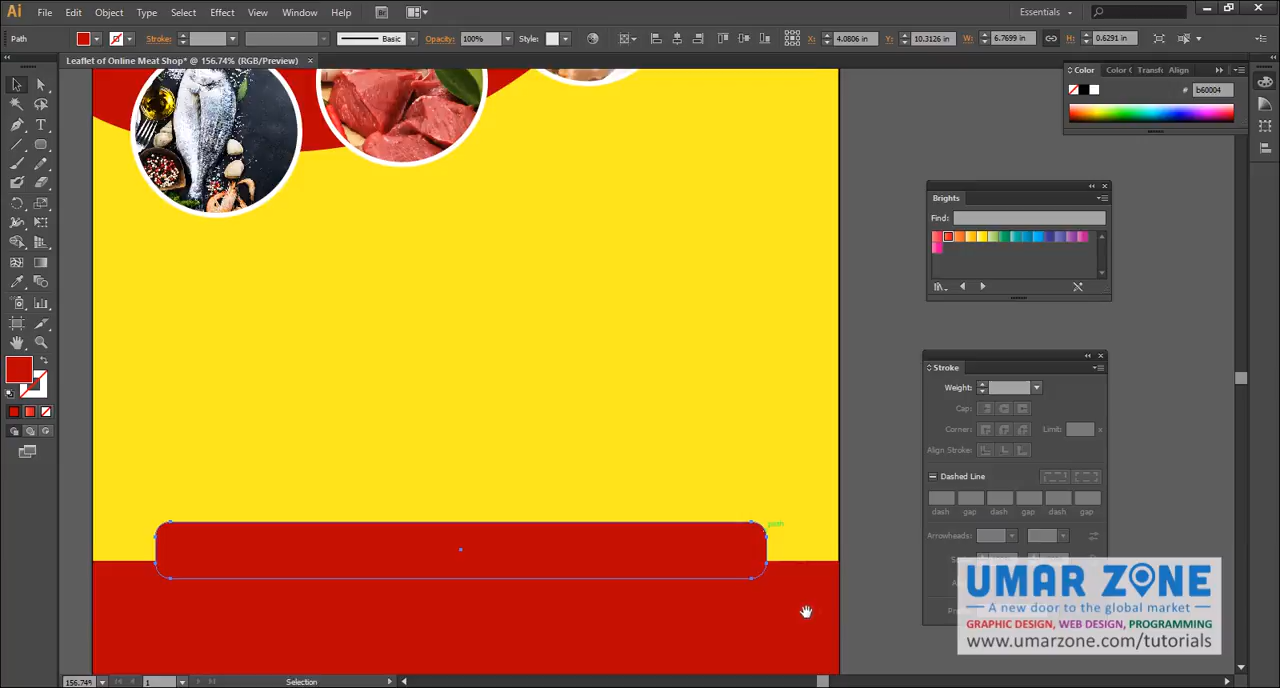 Ai File Edit Object Type Select Effect View Window Help Br Essentials
Path Stroke: Basic Opacity: 100% Style: X: 4.0806 in Y: 10.3126 in W: 6.7699 in H: 0.6291 in
Leaflet of Online Meat Shop* @ 156.74% (RGB/Preview) ×
Color Color Transfi Align
# b60004
Brights
Find:
path
Stroke
Weight:
Cap:
Corner: Limit: x
Align Stroke:
Dashed Line
dash gap dash gap dash gap
Arrowheads:
UMAR ZONE
A new door to the global market
GRAPHIC DESIGN, WEB DESIGN, PROGRAMMING
www.umarzone.com/tutorials
156.74% 1 Selection